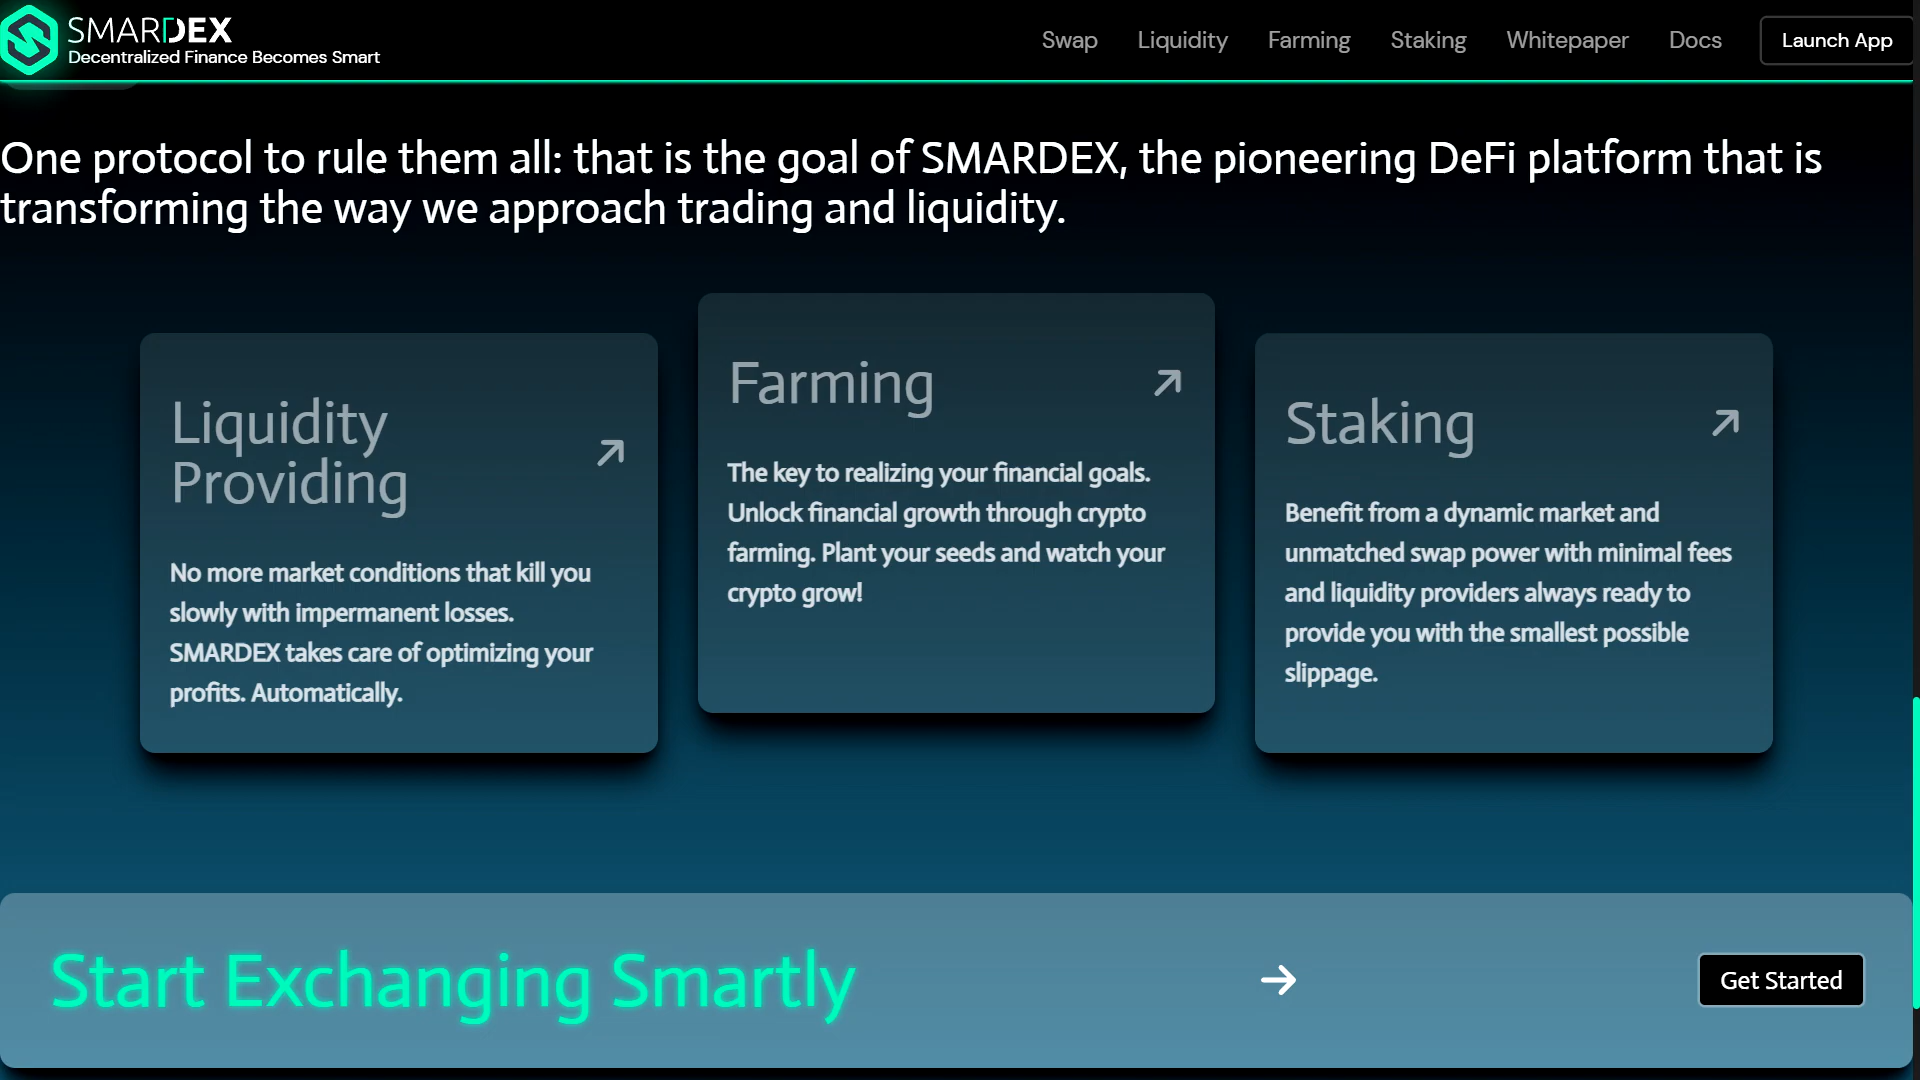 SMARDEX
Decentralized Finance Becomes Smart
Swap
Liquidity
Farming
Staking
Whitepaper
Docs
Launch App
One protocol to rule them all: that is the goal of SMARDEX, the pioneering DeFi platform that is
transforming the way we approach trading and liquidity.
Liquidity
Providing
No more market conditions that kill you
slowly with impermanent losses.
SMARDEX takes care of optimizing your
profits. Automatically.
Farming
The key to realizing your financial goals.
Unlock financial growth through crypto
farming. Plant your seeds and watch your
crypto grow!
Staking
Benefit from a dynamic market and
unmatched swap power with minimal fees
and liquidity providers always ready to
provide you with the smallest possible
slippage.
Start Exchanging Smartly
Get Started